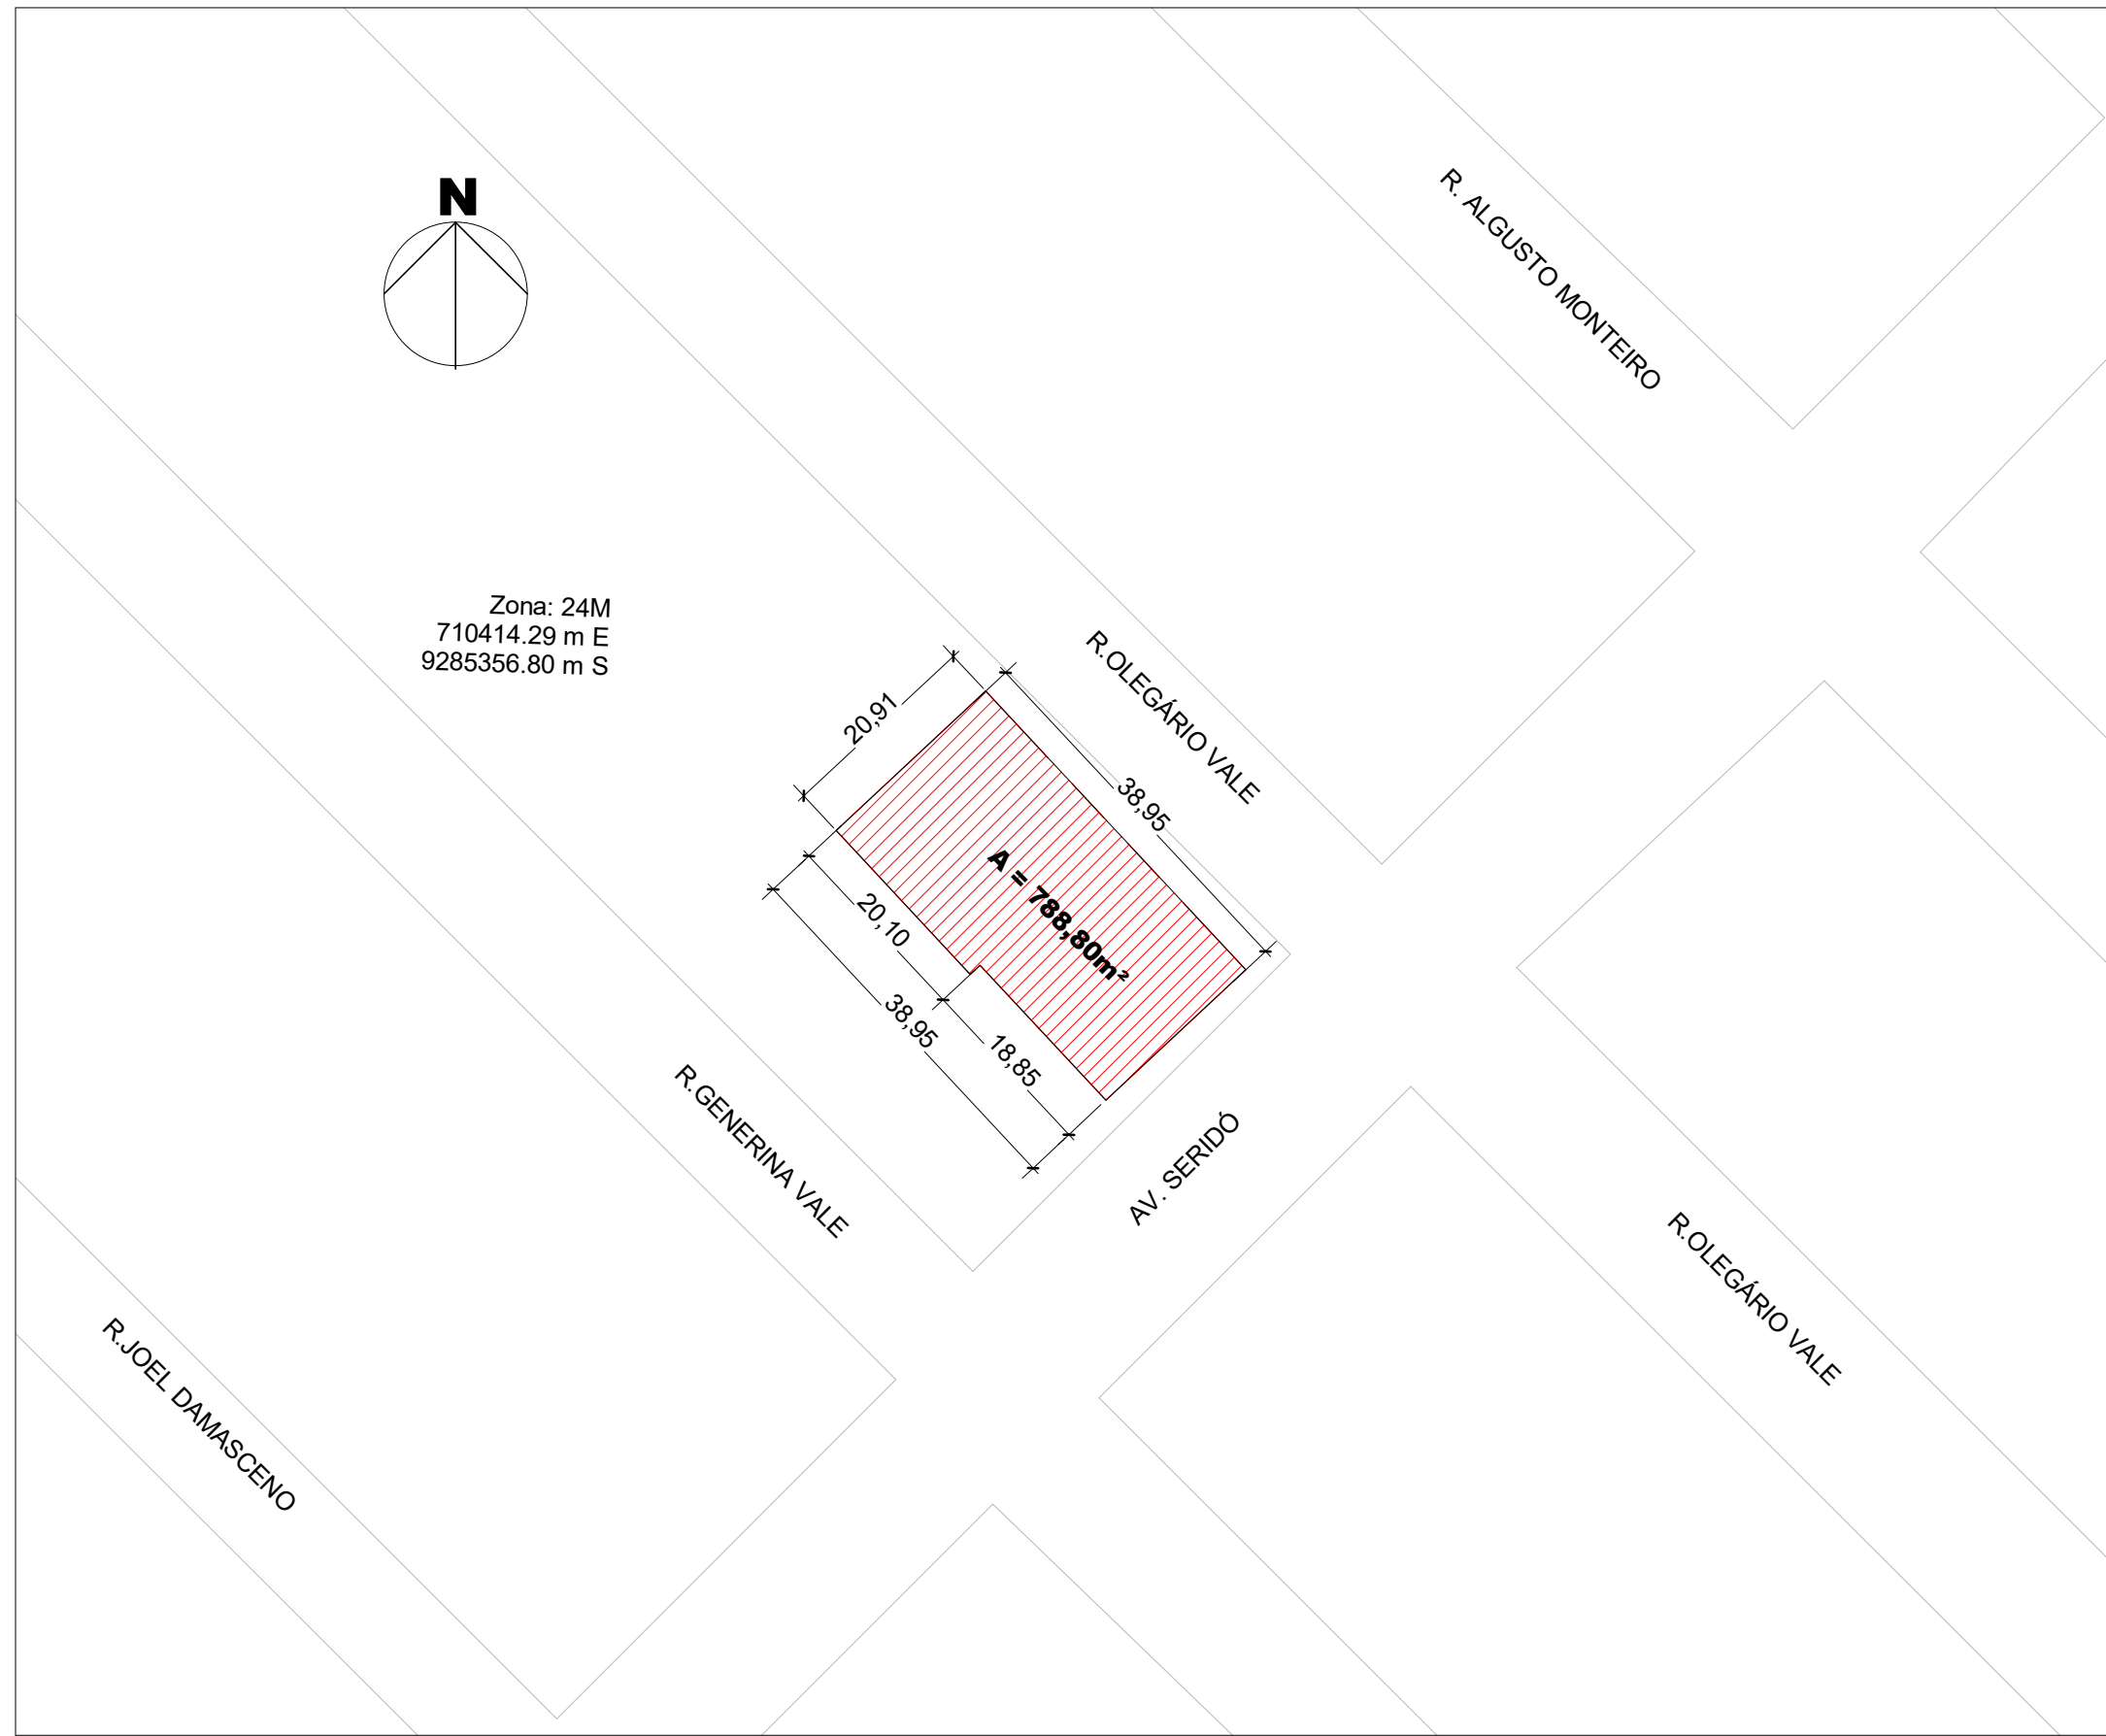 N
R. ALGUSTO MONTEIRO
Zona: 24M
710414.29 m E
9285356.80 m S
R.OLEGÁRIO VALE
20,91
38,95
A = 788,80m²
20,10
38,95
18,85
R.GENERINA VALE
AV. SERIDÓ
R.OLEGÁRIO VALE
R.JOEL DAMASCENO